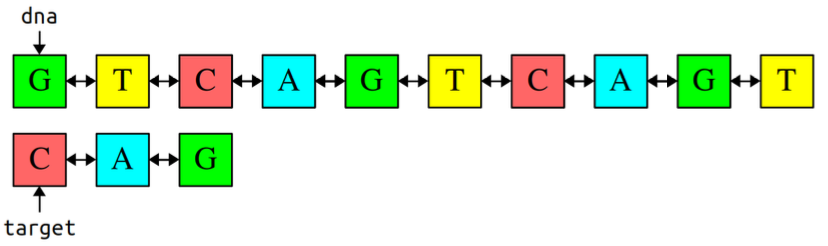 dna
G T C A G T C A G T
C A G
target